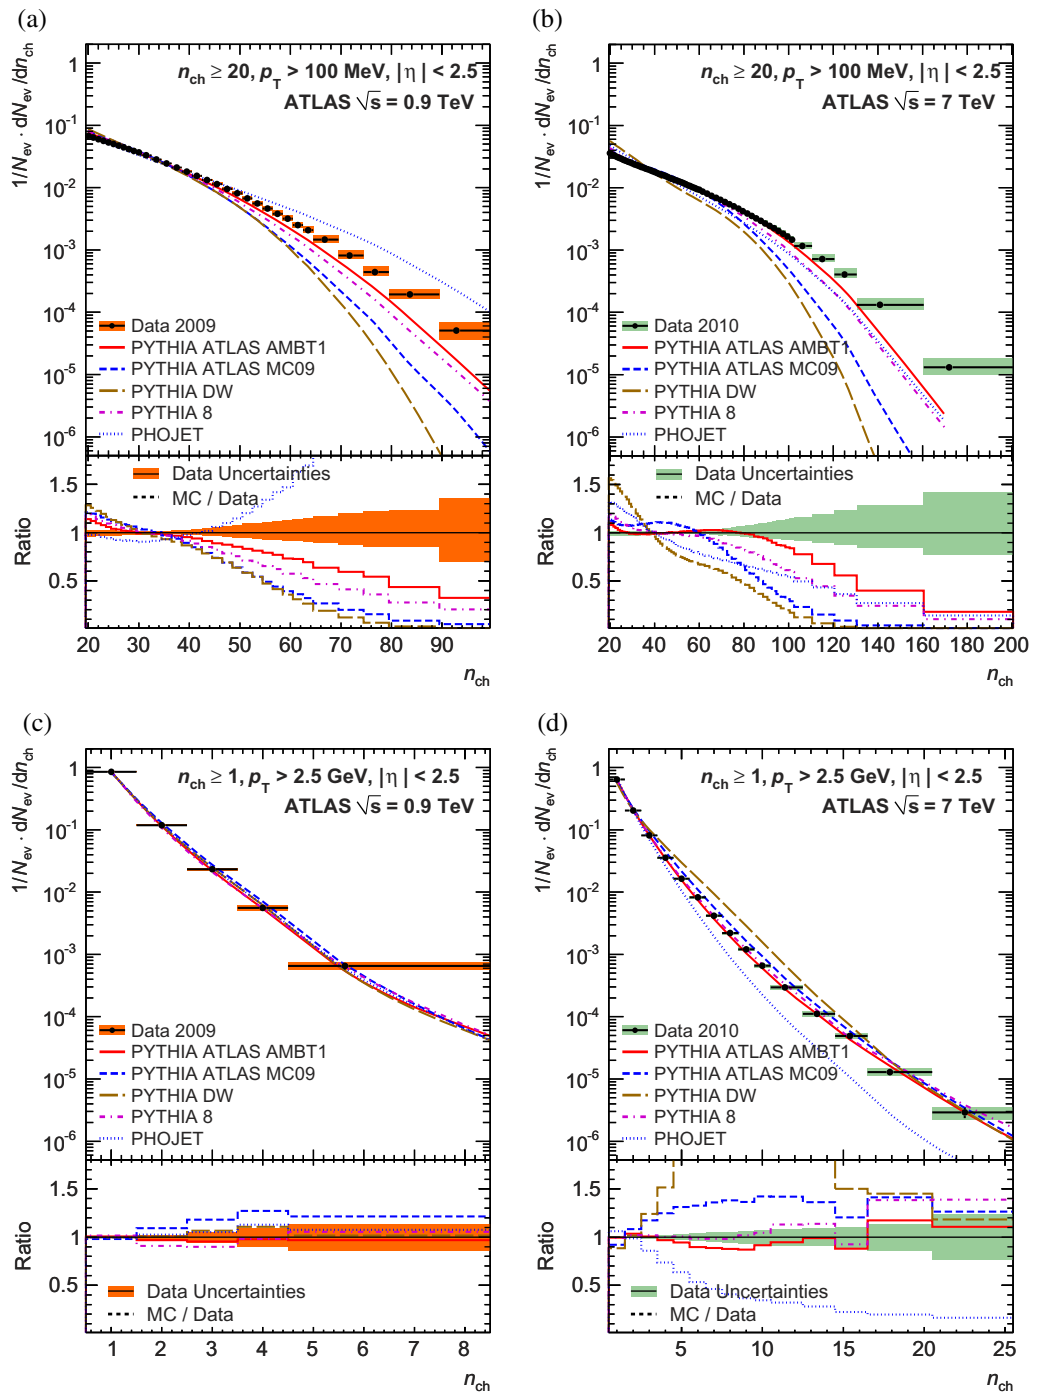 (a)
1/N_ev · dN_ev/dn_ch
n_ch ≥ 20, p_T > 100 MeV, |η| < 2.5
ATLAS √s = 0.9 TeV
1
10^-1
10^-2
10^-3
10^-4
10^-5
10^-6
Data 2009
PYTHIA ATLAS AMBT1
PYTHIA ATLAS MC09
PYTHIA DW
PYTHIA 8
PHOJET
Ratio
1.5
1
0.5
Data Uncertainties
MC / Data
20 30 40 50 60 70 80 90
n_ch
(b)
1/N_ev · dN_ev/dn_ch
n_ch ≥ 20, p_T > 100 MeV, |η| < 2.5
ATLAS √s = 7 TeV
1
10^-1
10^-2
10^-3
10^-4
10^-5
10^-6
Data 2010
PYTHIA ATLAS AMBT1
PYTHIA ATLAS MC09
PYTHIA DW
PYTHIA 8
PHOJET
Ratio
1.5
1
0.5
Data Uncertainties
MC / Data
20 40 60 80 100 120 140 160 180 200
n_ch
(c)
1/N_ev · dN_ev/dn_ch
n_ch ≥ 1, p_T > 2.5 GeV, |η| < 2.5
ATLAS √s = 0.9 TeV
1
10^-1
10^-2
10^-3
10^-4
10^-5
10^-6
Data 2009
PYTHIA ATLAS AMBT1
PYTHIA ATLAS MC09
PYTHIA DW
PYTHIA 8
PHOJET
Ratio
1.5
1
0.5
Data Uncertainties
MC / Data
1 2 3 4 5 6 7 8
n_ch
(d)
1/N_ev · dN_ev/dn_ch
n_ch ≥ 1, p_T > 2.5 GeV, |η| < 2.5
ATLAS √s = 7 TeV
1
10^-1
10^-2
10^-3
10^-4
10^-5
10^-6
Data 2010
PYTHIA ATLAS AMBT1
PYTHIA ATLAS MC09
PYTHIA DW
PYTHIA 8
PHOJET
Ratio
1.5
1
0.5
Data Uncertainties
MC / Data
5 10 15 20 25
n_ch